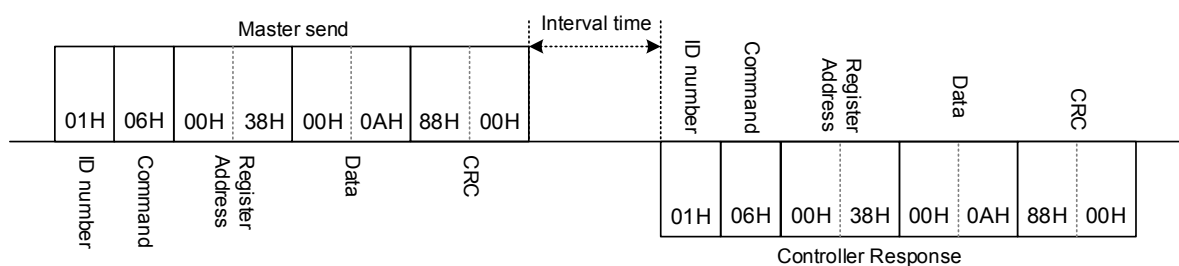 Master send
Interval time
01H 06H 00H 38H 00H 0AH 88H 00H
ID number
Command
Register
Address
Data
CRC
ID number
Command
Register
Address
Data
CRC
01H 06H 00H 38H 00H 0AH 88H 00H
Controller Response